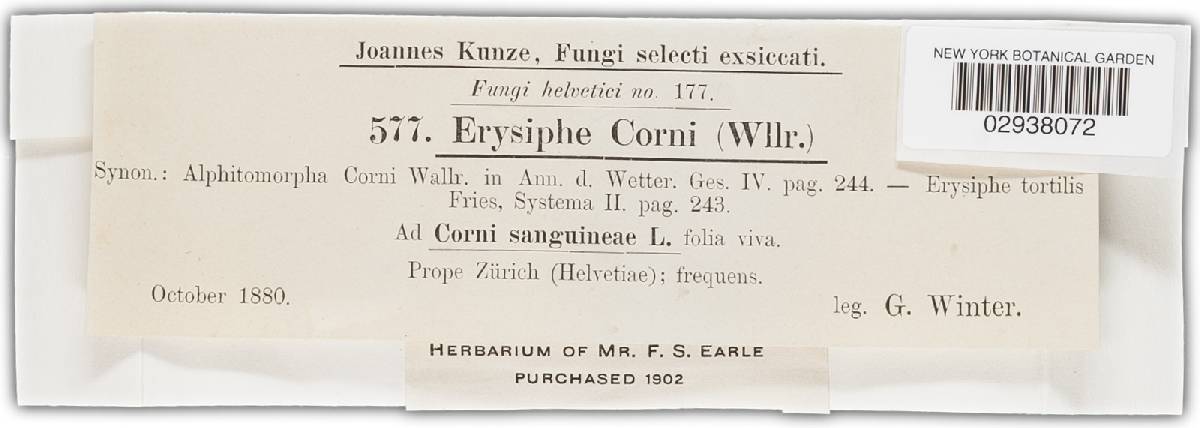 Joannes Kunze, Fungi selecti exsiccati.
Fungi helvetici no. 177.
577. Erysiphe Corni (Wllr.)
Synon.: Alphitomorpha Corni Wallr. in Ann. d. Wetter. Ges. IV. pag. 244. — Erysiphe tortilis
Fries, Systema II. pag. 243.
Ad Corni sanguineae L. folia viva.
Prope Zürich (Helvetiae); frequens.
October 1880.
leg. G. Winter.
NEW YORK BOTANICAL GARDEN
02938072
HERBARIUM OF MR. F. S. EARLE
PURCHASED 1902